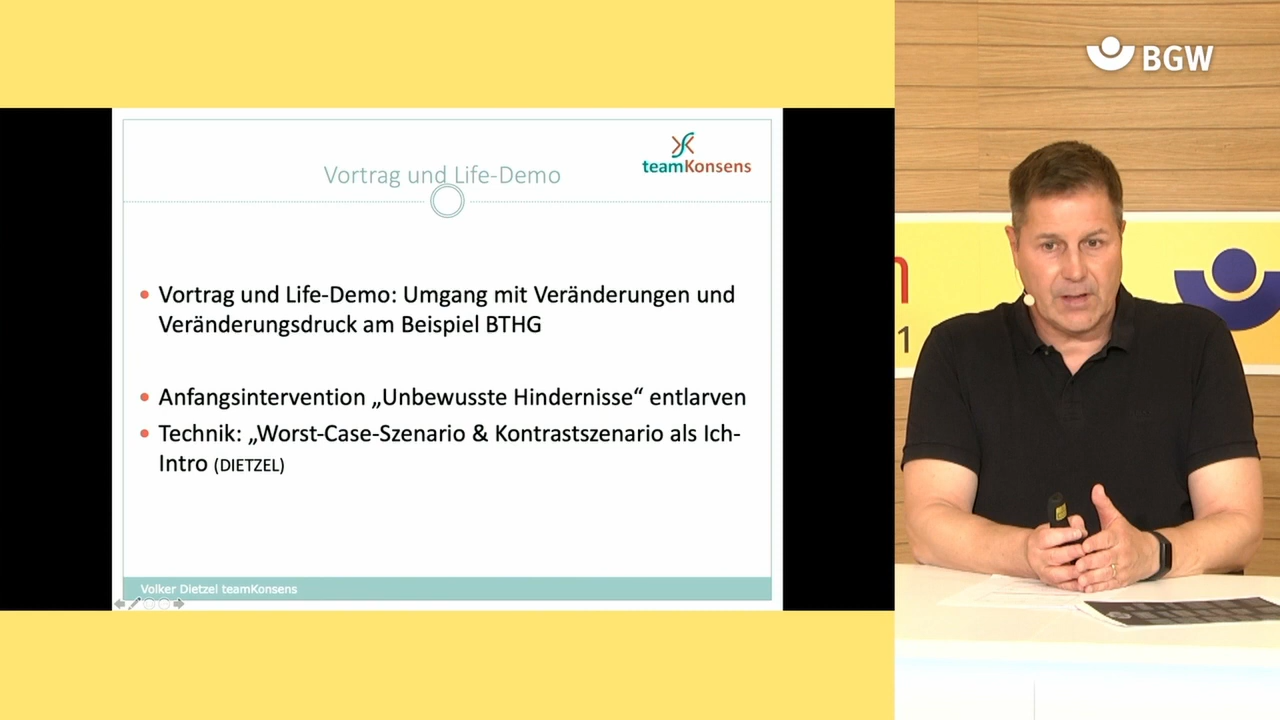 Vortrag und Life-Demo
teamKonsens
• Vortrag und Life-Demo: Umgang mit Veränderungen und
Veränderungsdruck am Beispiel BTHG
• Anfangsintervention „Unbewusste Hindernisse“ entlarven
• Technik: „Worst-Case-Szenario & Kontrastszenario als Ich-
Intro (DIETZEL)
Volker Dietzel teamKonsens
BGW
n
1